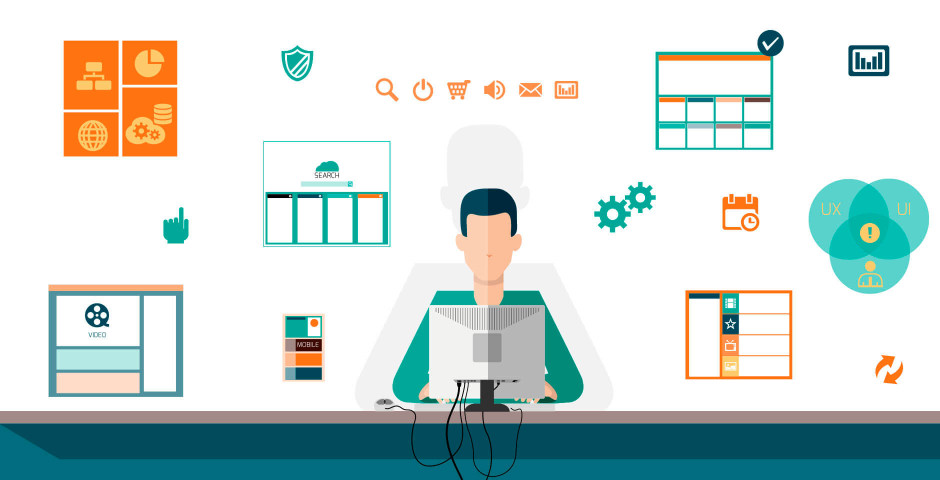 SEARCH
UX
UI
!
VIDEO
MOBILE